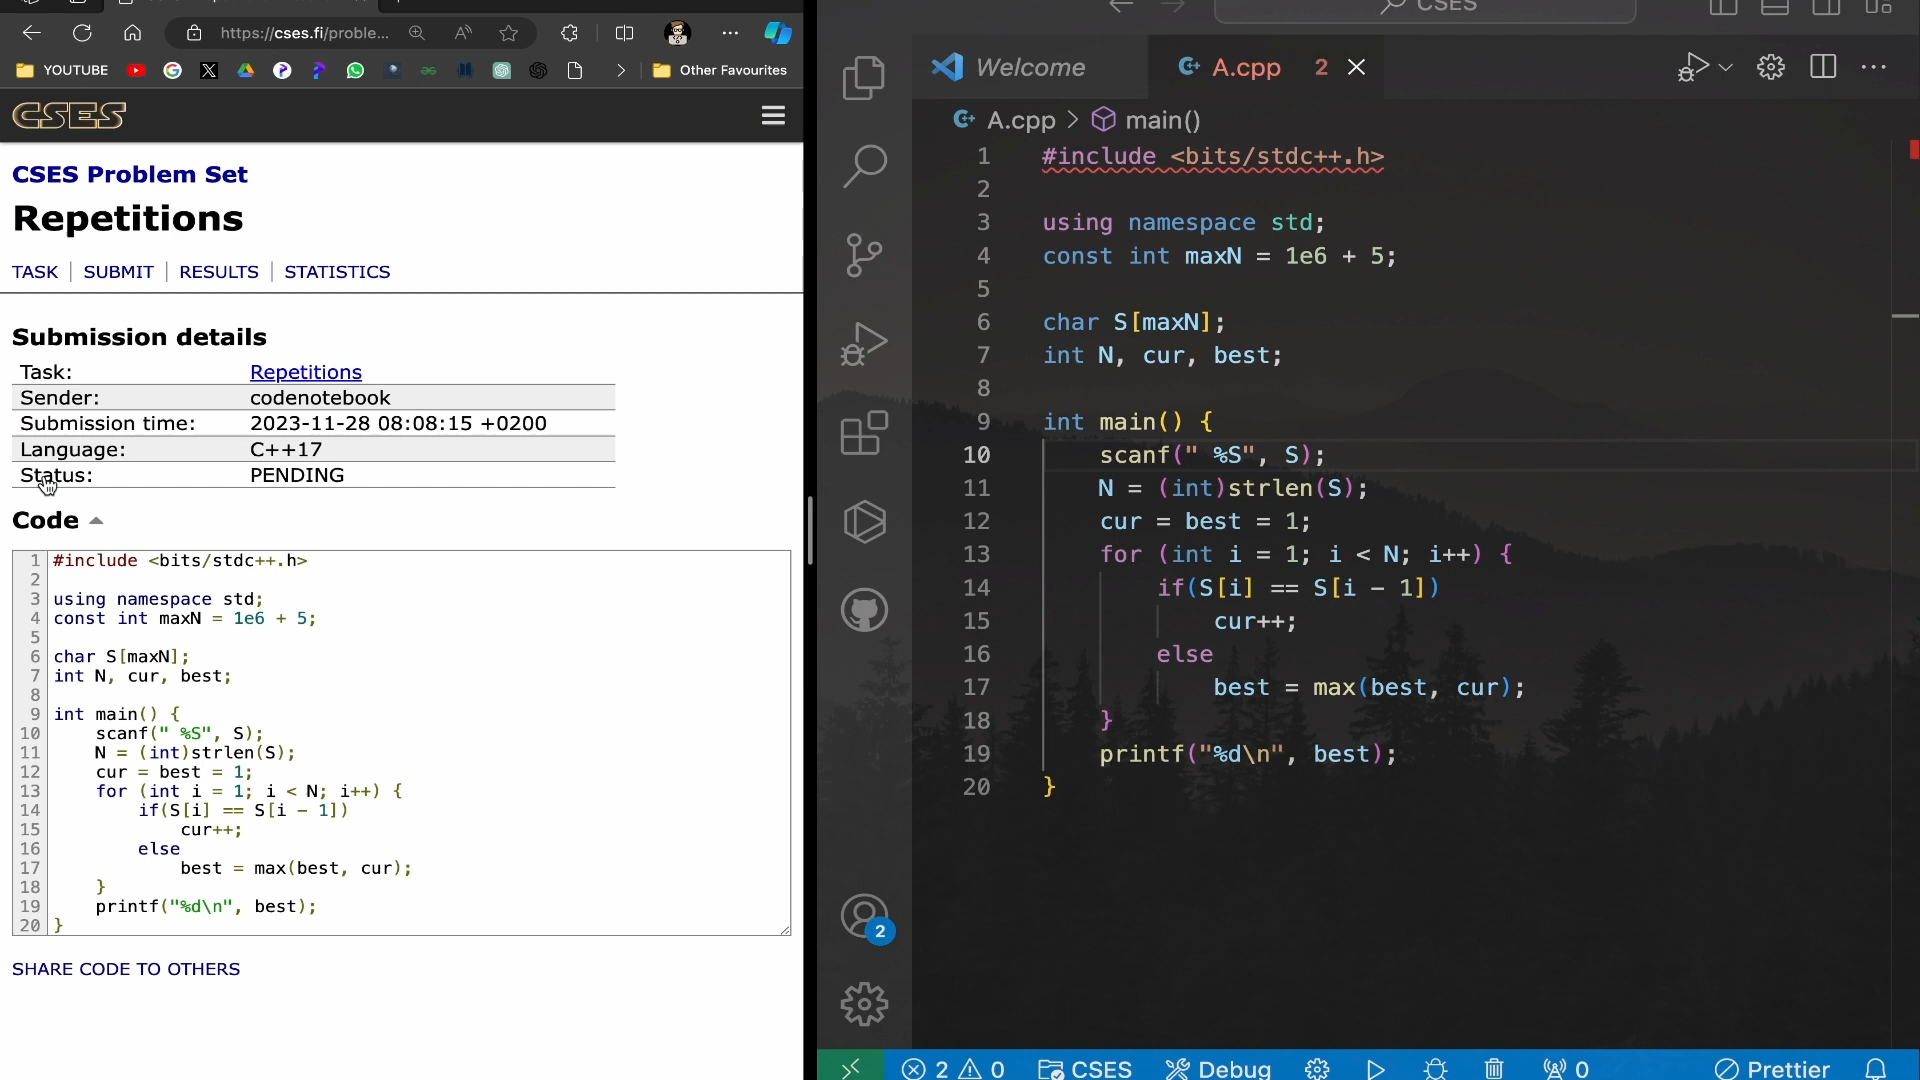 https://cses.fi/proble...
YOUTUBE
Other Favourites
CSES
CSES Problem Set
Repetitions
TASK | SUBMIT | RESULTS | STATISTICS
Submission details
Task: Repetitions
Sender: codenotebook
Submission time: 2023-11-28 08:08:15 +0200
Language: C++17
Status: PENDING
Code
1 #include <bits/stdc++.h>
2
3 using namespace std;
4 const int maxN = 1e6 + 5;
5
6 char S[maxN];
7 int N, cur, best;
8
9 int main() {
10 scanf(" %S", S);
11 N = (int)strlen(S);
12 cur = best = 1;
13 for (int i = 1; i < N; i++) {
14 if(S[i] == S[i - 1])
15 cur++;
16 else
17 best = max(best, cur);
18 }
19 printf("%d\n", best);
20 }
SHARE CODE TO OTHERS
CSES
Welcome
A.cpp 2
A.cpp > main()
1 #include <bits/stdc++.h>
2
3 using namespace std;
4 const int maxN = 1e6 + 5;
5
6 char S[maxN];
7 int N, cur, best;
8
9 int main() {
10 scanf(" %S", S);
11 N = (int)strlen(S);
12 cur = best = 1;
13 for (int i = 1; i < N; i++) {
14 if(S[i] == S[i - 1])
15 cur++;
16 else
17 best = max(best, cur);
18 }
19 printf("%d\n", best);
20 }
2
2 0 CSES Debug 0 Prettier